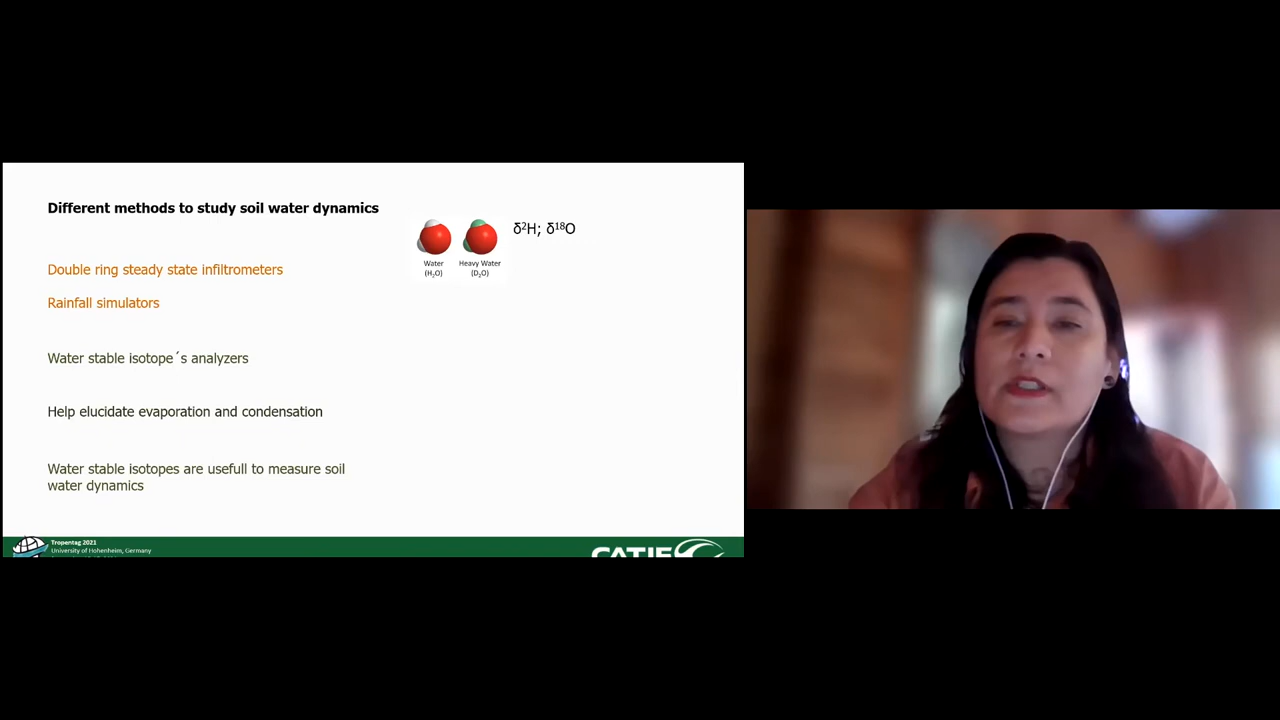 Different methods to study soil water dynamics
δ²H; δ¹⁸O
Water
(H₂O)
Heavy Water
(D₂O)
Double ring steady state infiltrometers
Rainfall simulators
Water stable isotope´s analyzers
Help elucidate evaporation and condensation
Water stable isotopes are usefull to measure soil
water dynamics
Tropentag 2021
University of Hohenheim, Germany
CATIE